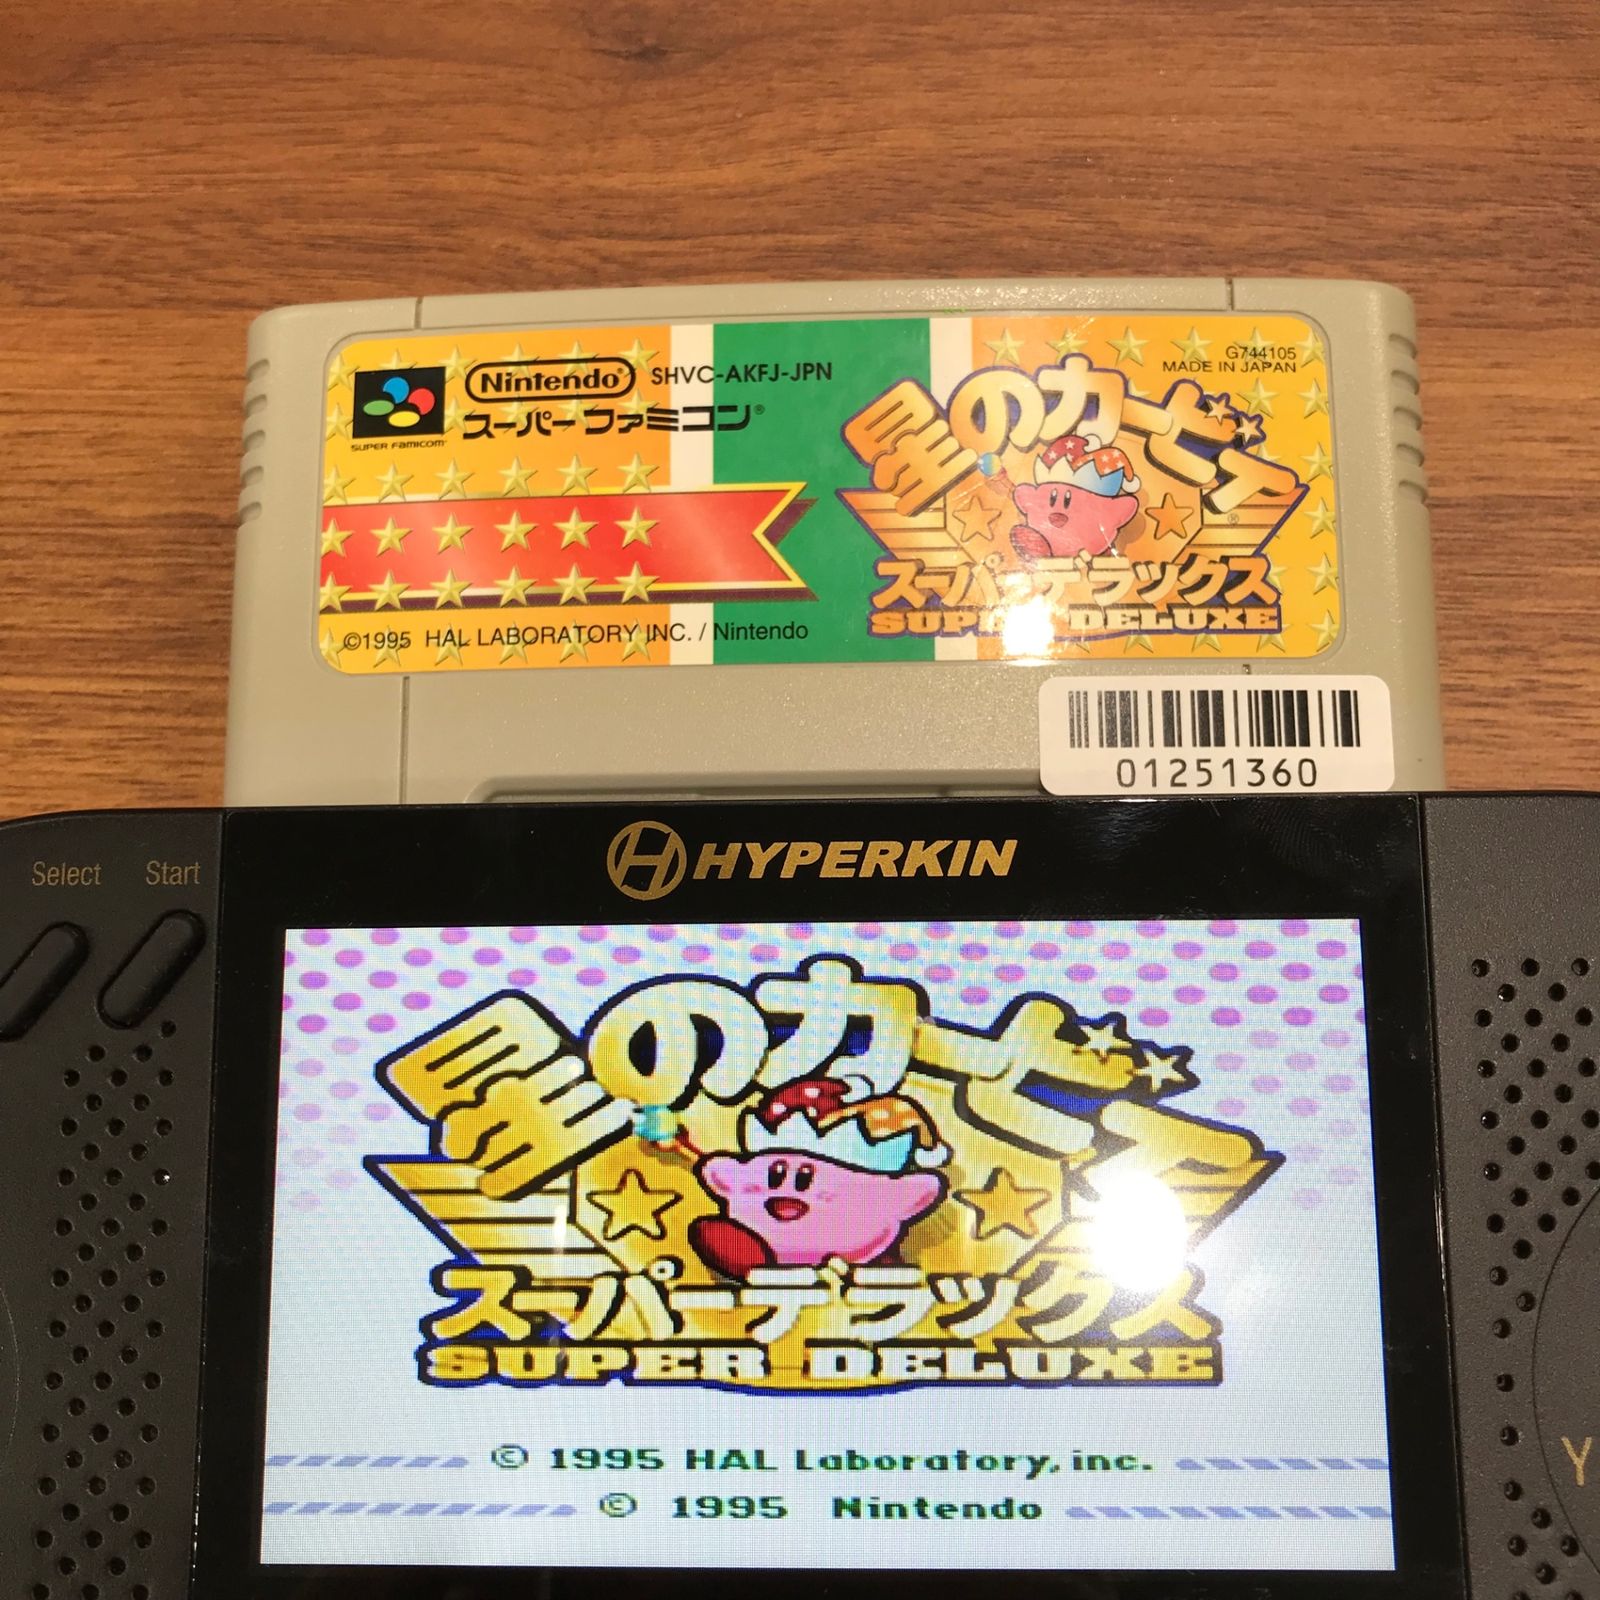 Nintendo® SHVC-AKFJ-JPN
スーパーファミコン®
SUPER FAMICOM™
G744105
MADE IN JAPAN
星のカービィ®
スーパーデラックス
SUPER DELUXE
©1995 HAL LABORATORY INC. / Nintendo
01251360
Select Start
HYPERKIN
星のカービィ
スーパーデラックス
SUPER DELUXE
© 1995 HAL Laboratory, inc.
© 1995 Nintendo
Y